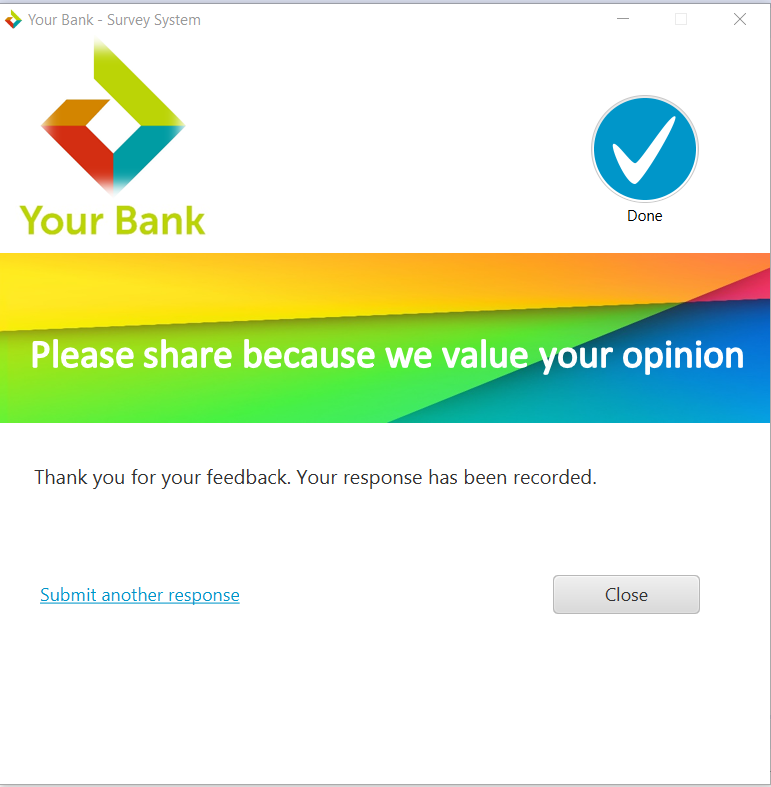 Your Bank - Survey System
Your Bank
Done
Please share because we value your opinion
Thank you for your feedback. Your response has been recorded.
Submit another response
Close